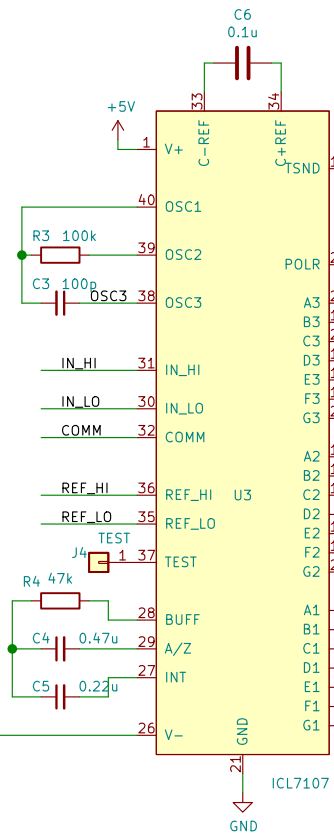 C6
0.1u
33
34
C-REF
C+REF
+5V
1
V+
TSND
40
OSC1
R3 100k
39
OSC2
POLR
C3 100p
OSC3
38
OSC3
A3
B3
C3
D3
E3
F3
G3
IN_HI
31
IN_HI
IN_LO
30
IN_LO
COMM
32
COMM
A2
B2
C2
D2
E2
F2
G2
REF_HI
36
REF_HI
U3
REF_LO
35
REF_LO
TEST
J4
1
37
TEST
R4 47k
28
BUFF
A1
B1
C1
D1
E1
F1
G1
C4 0.47u
29
A/Z
27
INT
C5 0.22u
26
V-
GND
21
ICL7107
GND